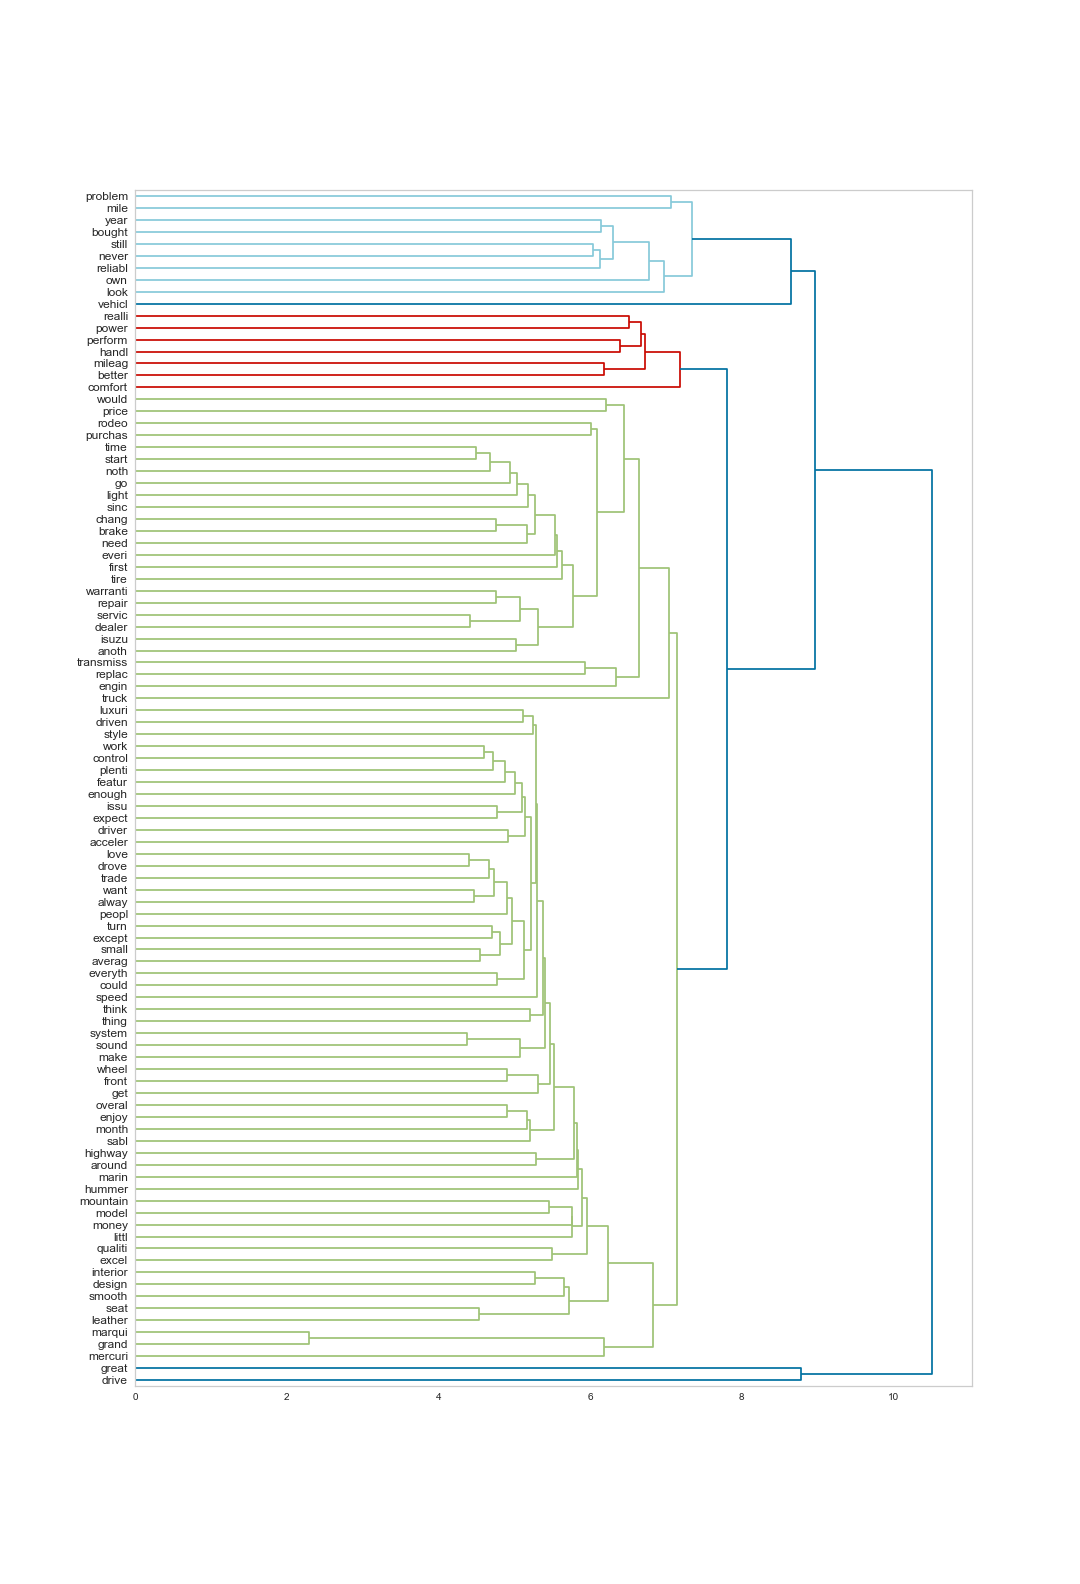 problem
mile
year
bought
still
never
reliabl
own
look
vehicl
realli
power
perform
handl
mileag
better
comfort
would
price
rodeo
purchas
time
start
noth
go
light
sinc
chang
brake
need
everi
first
tire
warranti
repair
servic
dealer
isuzu
anoth
transmiss
replac
engin
truck
luxuri
driven
style
work
control
plenti
featur
enough
issu
expect
driver
acceler
love
drove
trade
want
alway
peopl
turn
except
small
averag
everyth
could
speed
think
thing
system
sound
make
wheel
front
get
overal
enjoy
month
sabl
highway
around
marin
hummer
mountain
model
money
littl
qualiti
excel
interior
design
smooth
seat
leather
marqui
grand
mercuri
great
drive
0 2 4 6 8 10